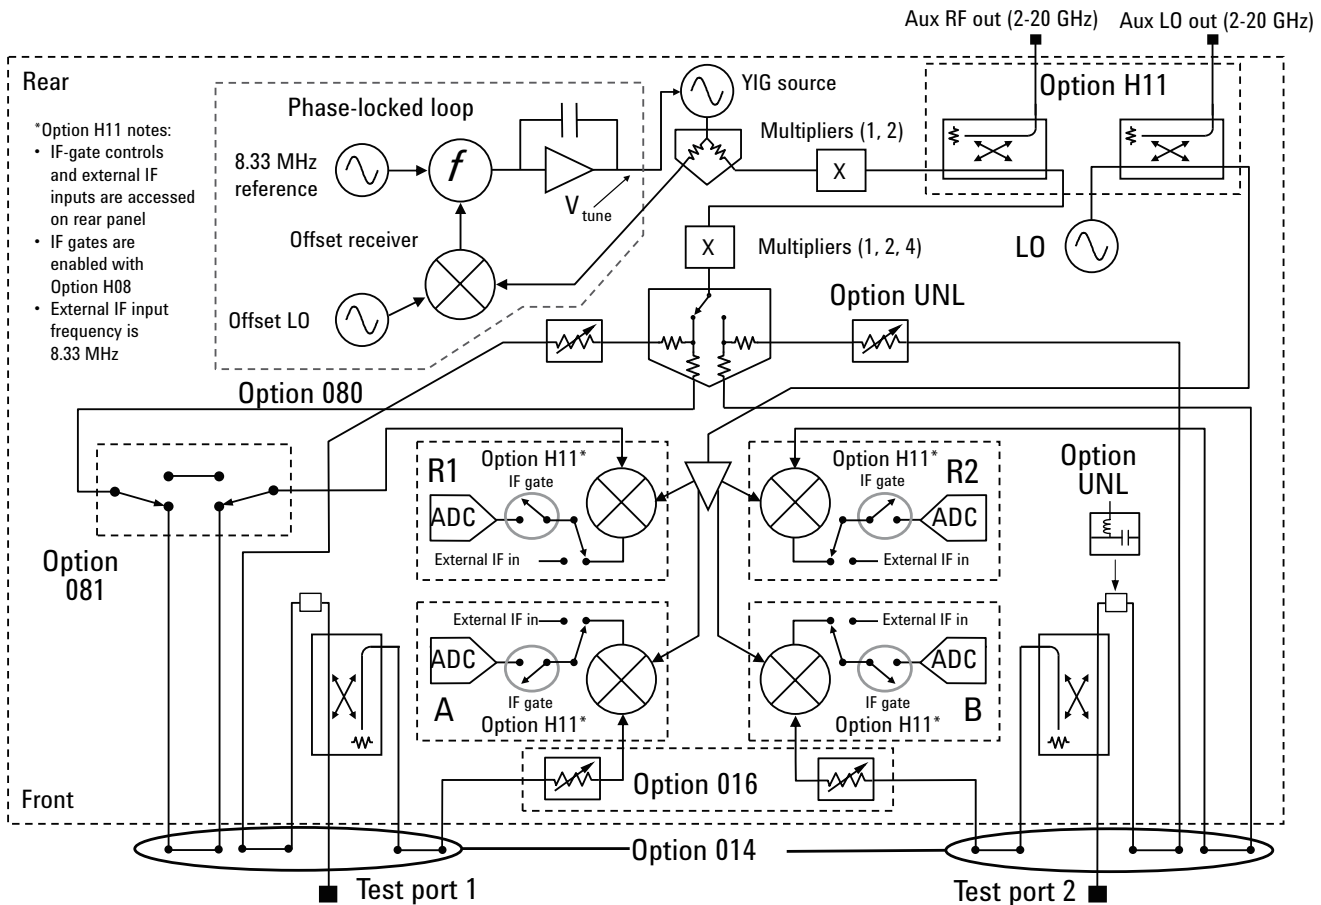 Aux RF out (2-20 GHz)
Aux LO out (2-20 GHz)
Rear
Option H11
YIG source
Phase-locked loop
*Option H11 notes:
• IF-gate controls
and external IF
inputs are accessed
on rear panel
• IF gates are
enabled with
Option H08
• External IF input
frequency is
8.33 MHz
Multipliers (1, 2)
8.33 MHz
reference
f
X
V tune
Offset receiver
X
Multipliers (1, 2, 4)
LO
Offset LO
Option UNL
Option 080
R1
Option H11*
IF gate
ADC
External IF in
Option H11*
IF gate
R2
ADC
External IF in
Option
UNL
Option
081
External IF in
ADC
IF gate
A
Option H11*
External IF in
ADC
IF gate
Option H11*
B
Option 016
Front
Option 014
Test port 1
Test port 2